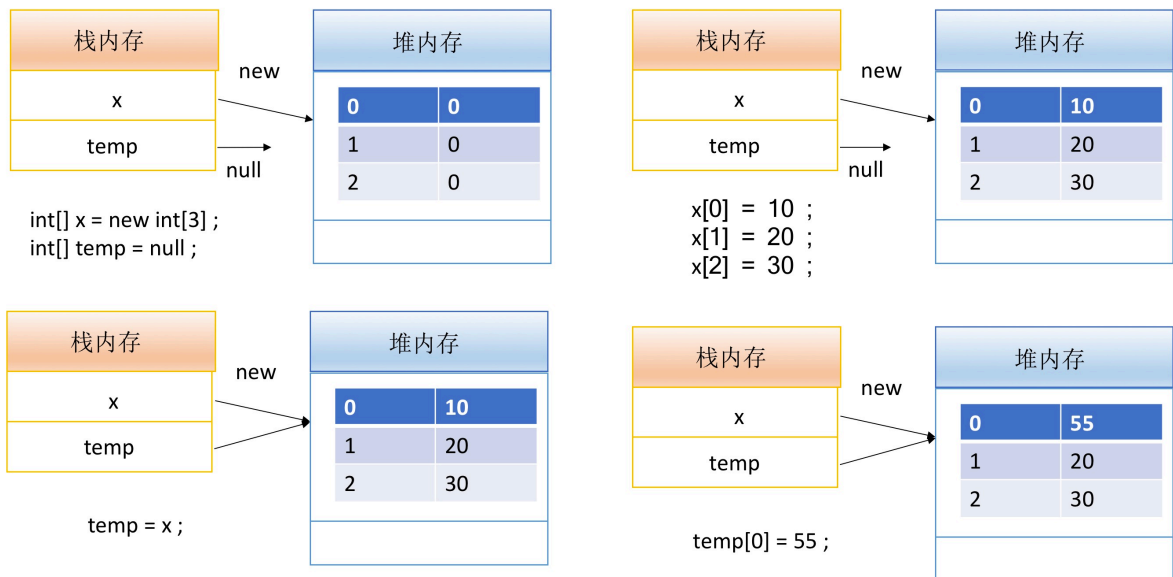 栈内存
堆内存
new
x
temp
null
0 0
1 0
2 0
int[] x = new int[3] ;
int[] temp = null ;
栈内存
堆内存
new
x
temp
null
0 10
1 20
2 30
x[0] = 10 ;
x[1] = 20 ;
x[2] = 30 ;
栈内存
堆内存
new
x
temp
0 10
1 20
2 30
temp = x ;
栈内存
堆内存
new
x
temp
0 55
1 20
2 30
temp[0] = 55 ;